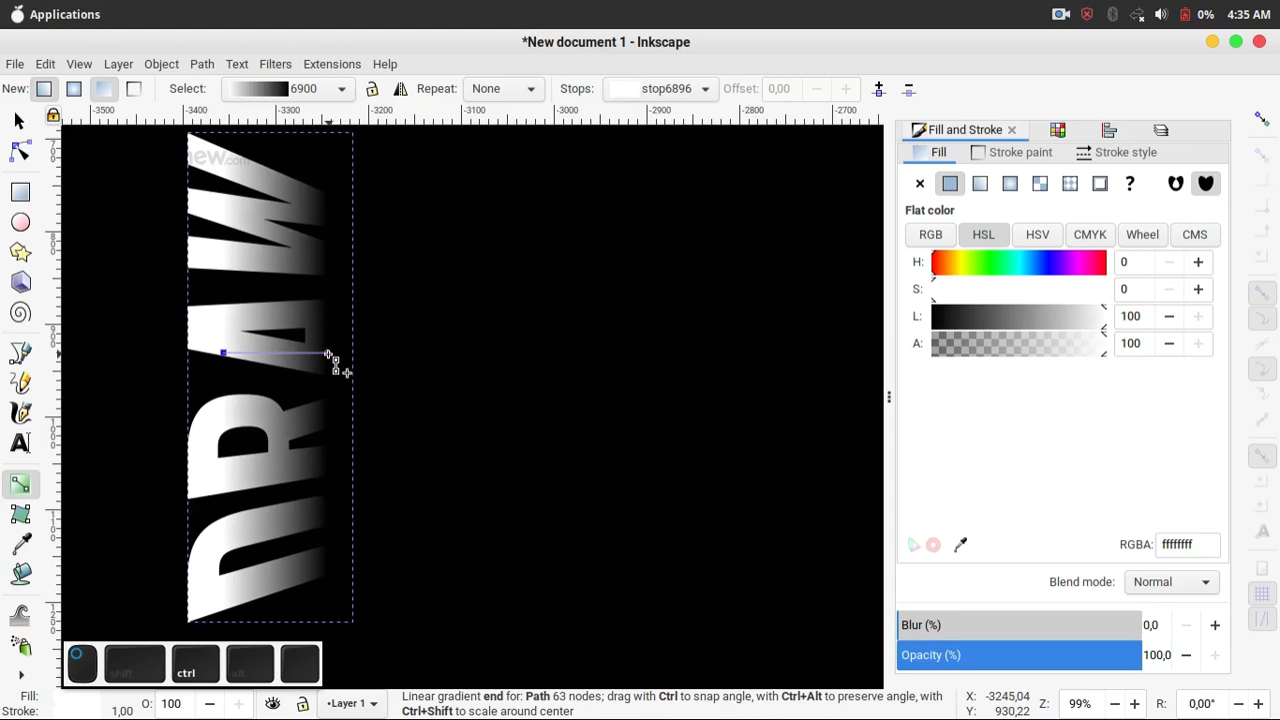 Applications
0% 4:35 AM
*New document 1 - Inkscape
File Edit View Layer Object Path Text Filters Extensions Help
New: Select: 6900 Repeat: None Stops: stop6896 Offset: 0,00
-3500 -3400 -3300 -3200 -3100 -3000 -2900 -2800 -2700
Fill and Stroke
Fill Stroke paint Stroke style
Flat color
RGB HSL HSV CMYK Wheel CMS
H: 0
S: 0
L: 100
A: 100
RGBA: ffffffff
Blend mode: Normal
Blur (%) 0,0
Opacity (%) 100,0
DRAW
shift ctrl alt
Fill: O: 100 Layer 1 Linear gradient end for: Path 63 nodes; drag with Ctrl to snap angle, with Ctrl+Alt to preserve angle, with X: -3245,04 Z: 99% R: 0,00°
Stroke: 1,00 Ctrl+Shift to scale around center Y: 930,22